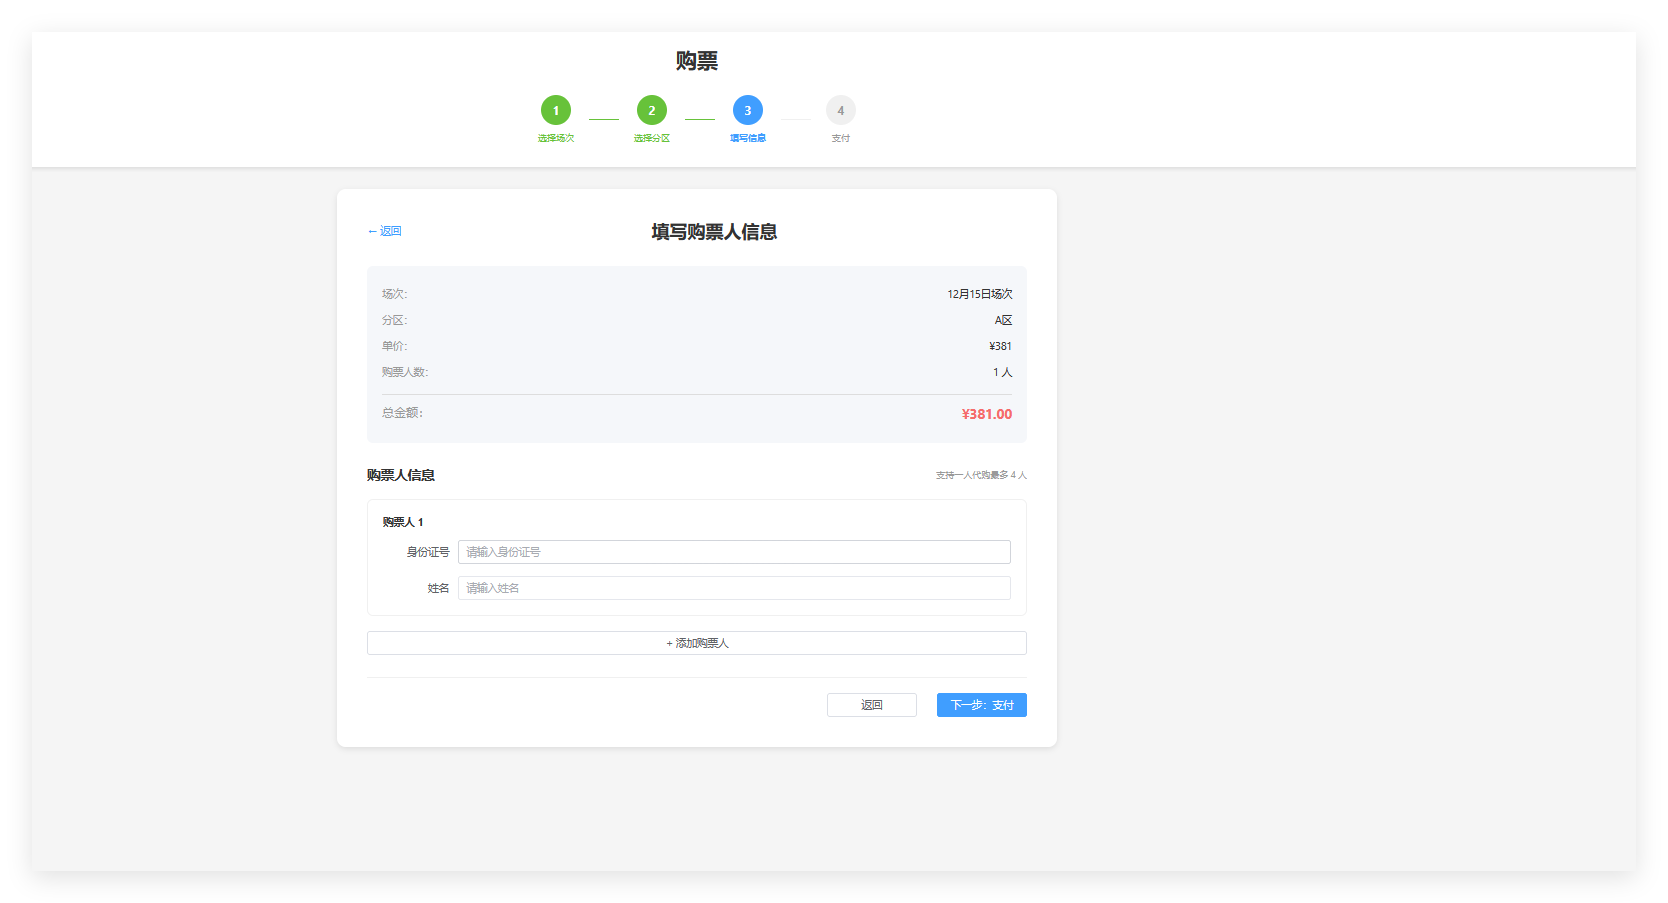 购票
1 2 3 4
选择场次 选择分区 填写信息 支付
← 返回 填写购票人信息
场次： 12月15日场次
分区： A区
单价： ¥381
购票人数： 1 人
总金额： ¥381.00
购票人信息 支持一人代购最多 4 人
购票人 1
身份证号 请输入身份证号
姓名 请输入姓名
+ 添加购票人
返回 下一步：支付